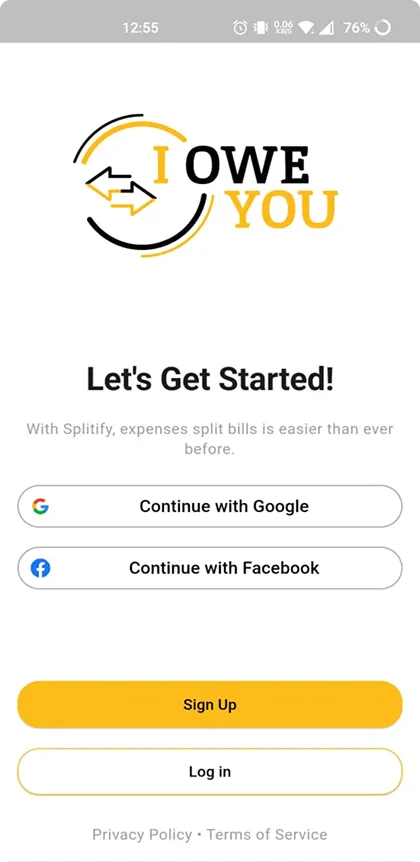 12:55
0.06
KB/S
76%
I OWE
YOU
Let's Get Started!
With Splitify, expenses split bills is easier than ever
before.
Continue with Google
Continue with Facebook
Sign Up
Log in
Privacy Policy • Terms of Service